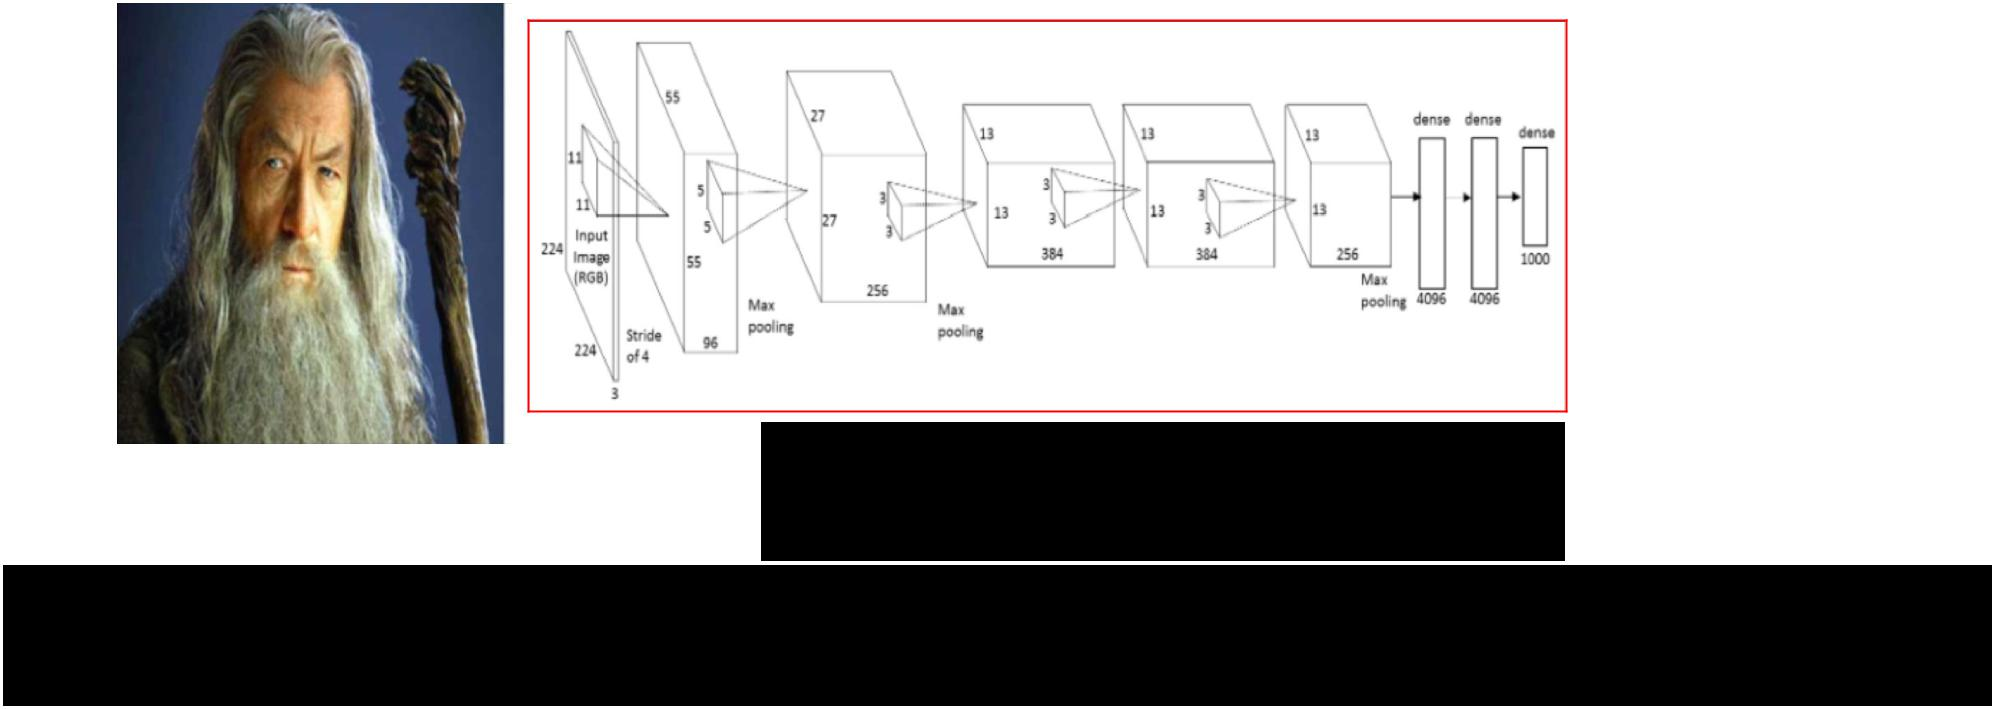 55
27
13
13
13
dense
dense
dense
11
11
5
5
3
3
3
3
3
3
224
Input
Image
(RGB)
55
27
13
13
13
384
384
256
1000
256
Max
pooling
4096
4096
Max
pooling
Max
pooling
Stride
of 4
224
96
3